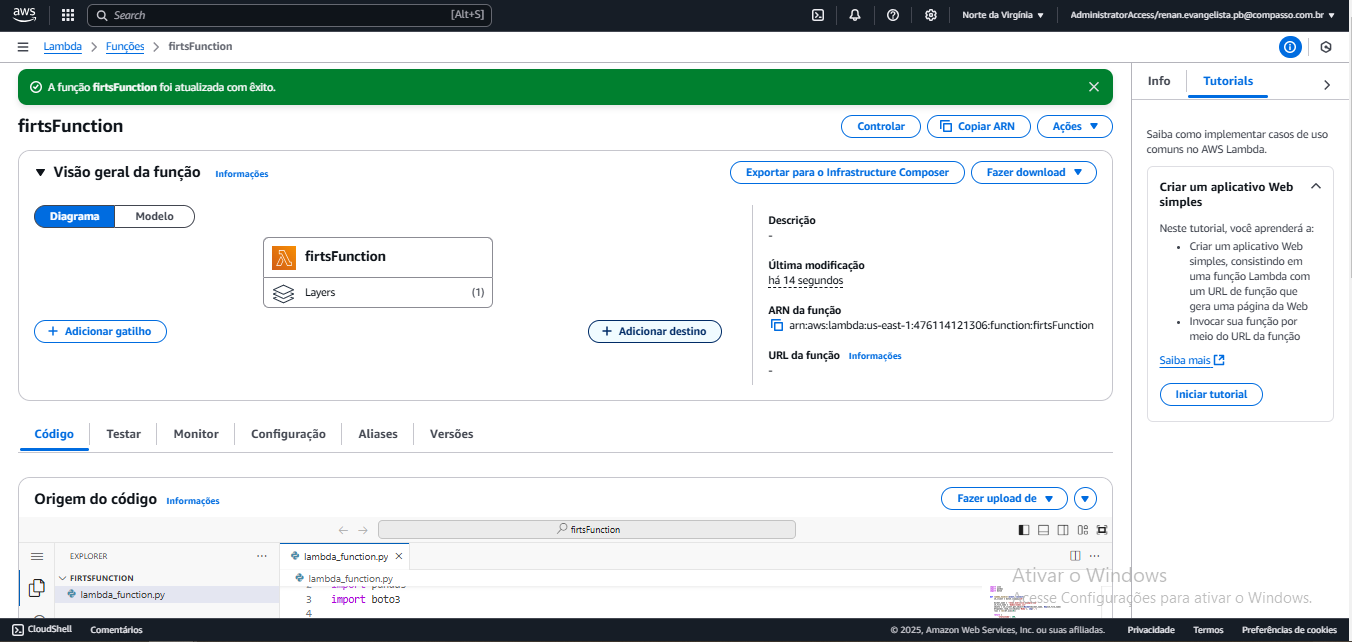 aws
Search [Alt+S]
Norte da Virgínia
AdministratorAccess/renan.evangelista.pb@compasso.com.br
Lambda
Funções
firtsFunction
Info
Tutorials
A função firtsFunction foi atualizada com êxito.
firtsFunction
Controlar
Copiar ARN
Ações
Saiba como implementar casos de uso
comuns no AWS Lambda.
Visão geral da função Informações
Exportar para o Infrastructure Composer
Fazer download
Criar um aplicativo Web
simples
Neste tutorial, você aprenderá a:
• Criar um aplicativo Web
simples, consistindo em
uma função Lambda com
um URL de função que
gera uma página da Web
• Invocar sua função por
meio do URL da função
Saiba mais
Iniciar tutorial
Diagrama
Modelo
firtsFunction
Layers (1)
+ Adicionar gatilho
+ Adicionar destino
Descrição
-
Última modificação
há 14 segundos
ARN da função
arn:aws:lambda:us-east-1:476114121306:function:firtsFunction
URL da função Informações
-
Código
Testar
Monitor
Configuração
Aliases
Versões
Origem do código Informações
Fazer upload de
firtsFunction
EXPLORER
FIRTSFUNCTION
lambda_function.py
lambda_function.py
lambda_function.py
import pandas
3 import boto3
4
Ativar o Windows
Acesse Configurações para ativar o Windows.
CloudShell
Comentários
© 2025, Amazon Web Services, Inc. ou suas afiliadas.
Privacidade
Termos
Preferências de cookies